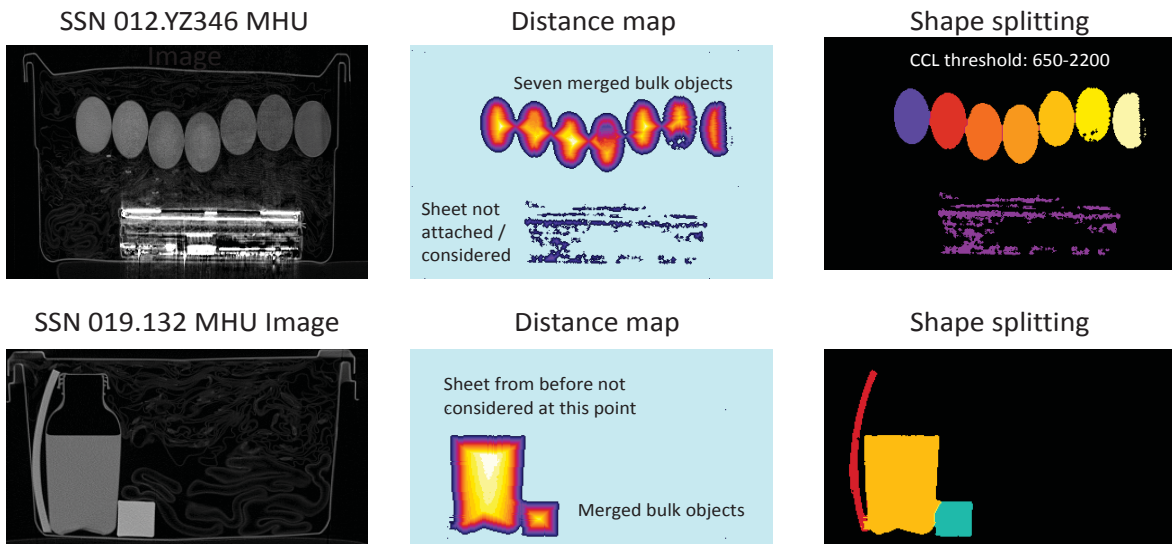 SSN 012.YZ346 MHU
Image
Distance map
Shape splitting
Seven merged bulk objects
Sheet not
attached /
considered
CCL threshold: 650-2200
SSN 019.132 MHU Image
Distance map
Shape splitting
Sheet from before not
considered at this point
Merged bulk objects